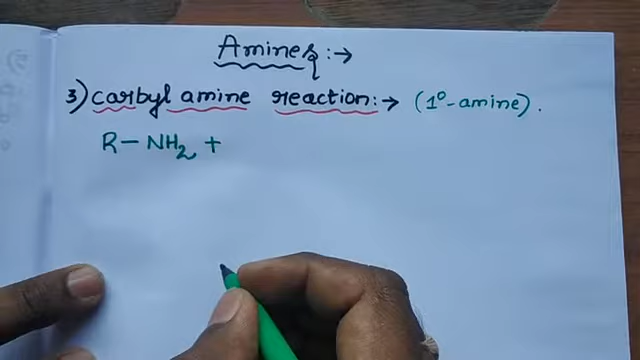 Amines:→
3) carbyl amine reaction:→ (1°-amine).
R-NH₂ +